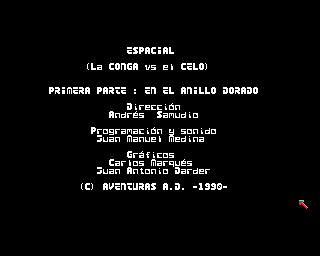 ESPACIAL
(La CONGA vs el CELO)
PRIMERA PARTE : EN EL ANILLO DORADO
Dirección
Andrés Samudio
Programación y sonido
Juan Manuel Medina
Gráficos
Carlos Marqués
Juan Antonio Darder
(C) AVENTURAS A.D. -1990-